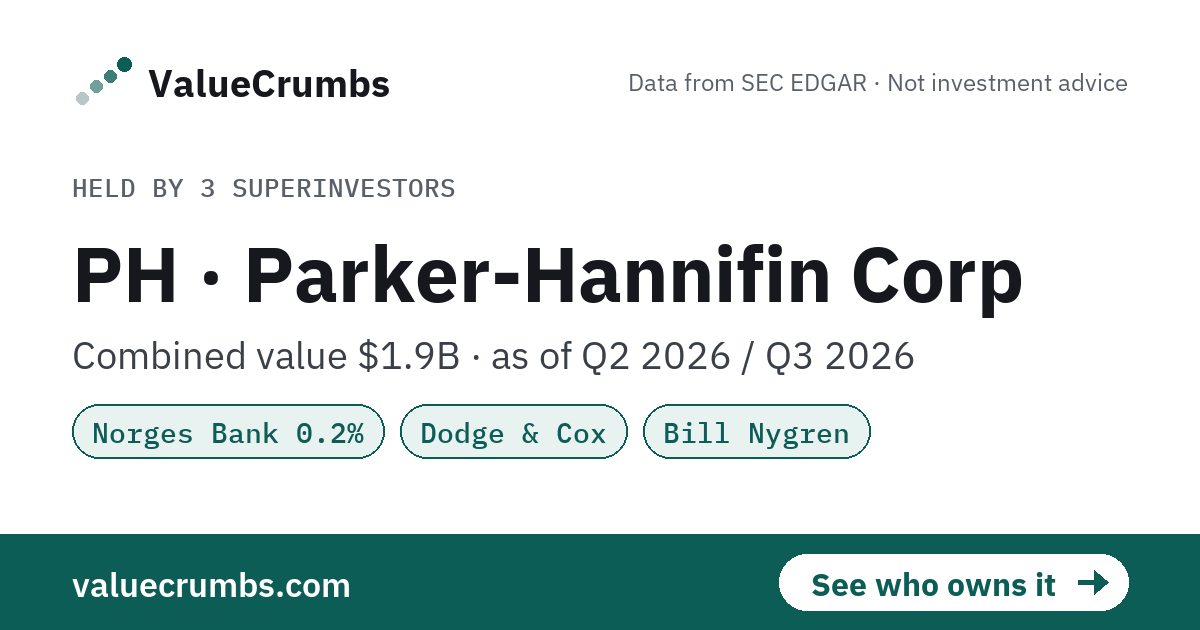 ValueCrumbs
Data from SEC EDGAR · Not investment advice
HELD BY 3 SUPERINVESTORS
PH · Parker-Hannifin Corp
Combined value $1.9B · as of Q2 2026 / Q3 2026
Norges Bank 0.2%
Dodge & Cox
Bill Nygren
valuecrumbs.com
See who owns it →